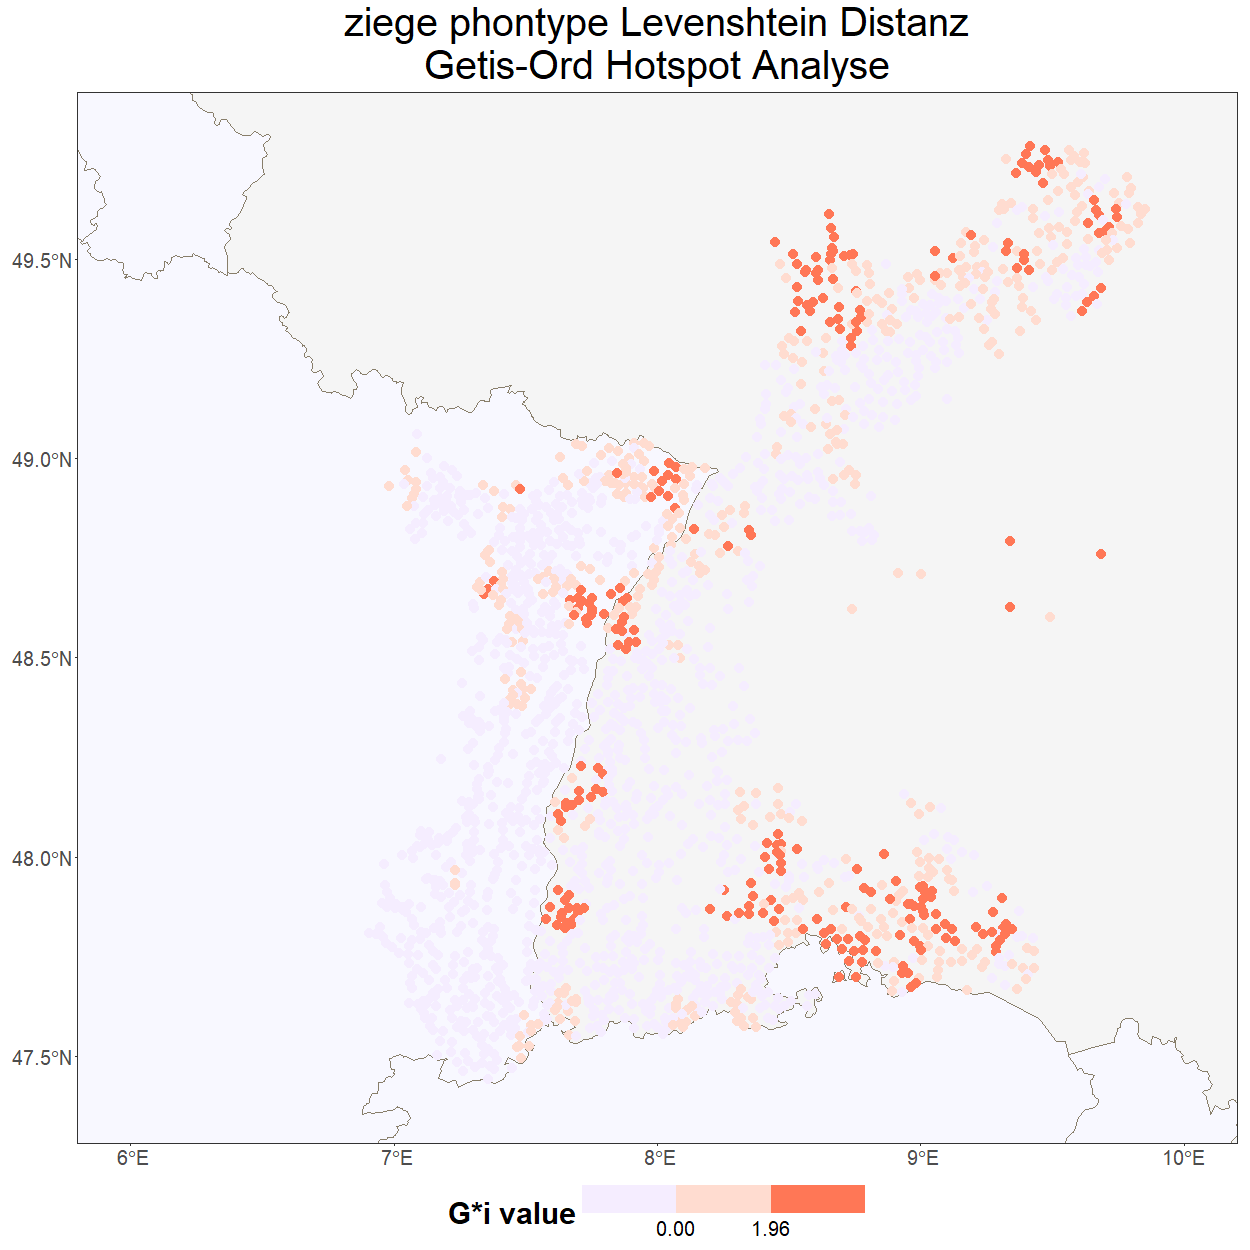 ziege phontype Levenshtein Distanz
Getis-Ord Hotspot Analyse
49.5°N
49.0°N
48.5°N
48.0°N
47.5°N
6°E 7°E 8°E 9°E 10°E
G*i value
0.00 1.96